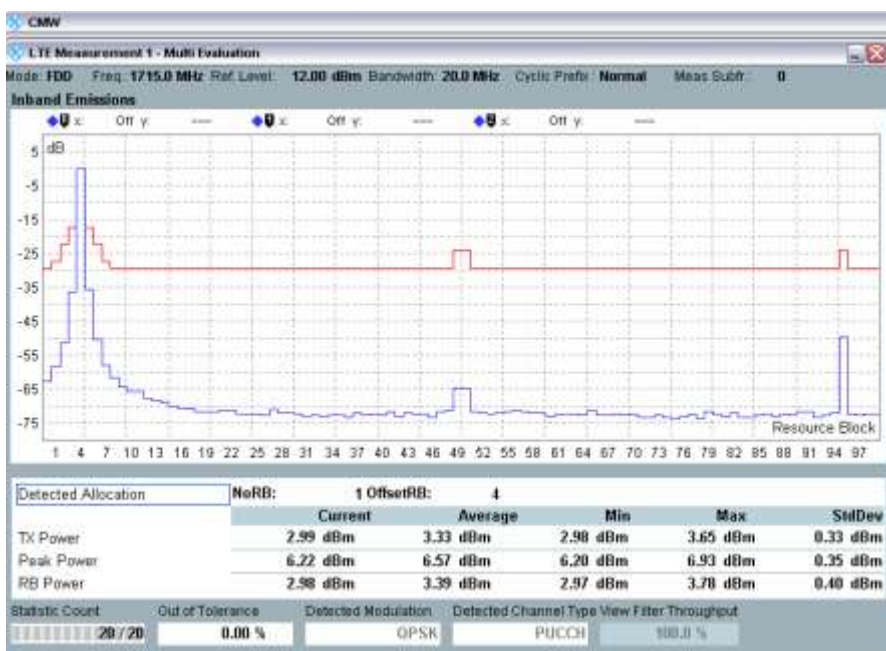 CMW
LTE Measurement 1 - Multi Evaluation
Mode: FDD Freq: 1715.0 MHz Ref. Level: 12.00 dBm Bandwidth: 20.0 MHz Cyclic Prefix: Normal Meas Subfr.: 0
Inband Emissions
x: Off y: --- x: Off y: --- x: Off y: ---
dB
5
-5
-15
-25
-35
-45
-55
-65
-75
Resource Block
1 4 7 10 13 16 19 22 25 28 31 34 37 40 43 46 49 52 55 58 61 64 67 70 73 76 79 82 85 88 91 94 97
Detected Allocation NoRB: 1 OffsetRB: 4
Current Average Min Max StdDev
TX Power 2.99 dBm 3.33 dBm 2.98 dBm 3.65 dBm 0.33 dBm
Peak Power 6.22 dBm 6.57 dBm 6.20 dBm 6.93 dBm 0.35 dBm
RB Power 2.98 dBm 3.39 dBm 2.97 dBm 3.78 dBm 0.40 dBm
Statistic Count Out of Tolerance Detected Modulation Detected Channel Type View Filter Throughput
20 / 20 0.00 % QPSK PUCCH 100.0 %